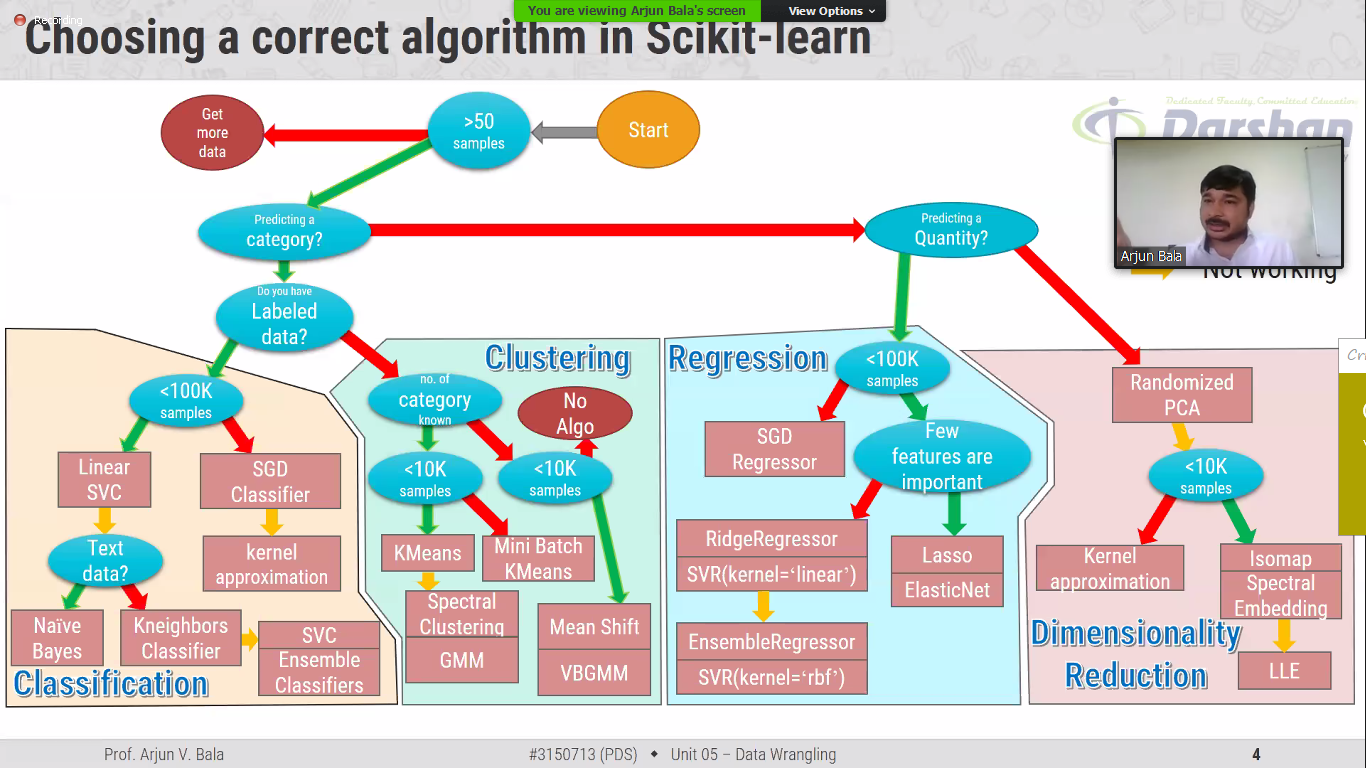 Recording
You are viewing Arjun Bala's screen
View Options
Choosing a correct algorithm in Scikit-learn
Get
more
data
>50
samples
Start
Dedicated Faculty, Committed Education
Darshan
Arjun Bala
Not working
Predicting a
category?
Predicting a
Quantity?
Do you have
Labeled
data?
Clustering
Regression
<100K
samples
no. of
category
known
No
Algo
<100K
samples
Randomized
PCA
Linear
SVC
SGD
Classifier
<10K
samples
<10K
samples
SGD
Regressor
Few
features are
important
<10K
samples
Text
data?
kernel
approximation
KMeans
Mini Batch
KMeans
RidgeRegressor
SVR(kernel=‘linear’)
Lasso
ElasticNet
Kernel
approximation
Isomap
Spectral
Embedding
Naïve
Bayes
Kneighbors
Classifier
SVC
Ensemble
Classifiers
Spectral
Clustering
GMM
Mean Shift
VBGMM
EnsembleRegressor
SVR(kernel=‘rbf’)
LLE
Classification
Dimensionality
Reduction
Prof. Arjun V. Bala
#3150713 (PDS) ◆ Unit 05 – Data Wrangling
4